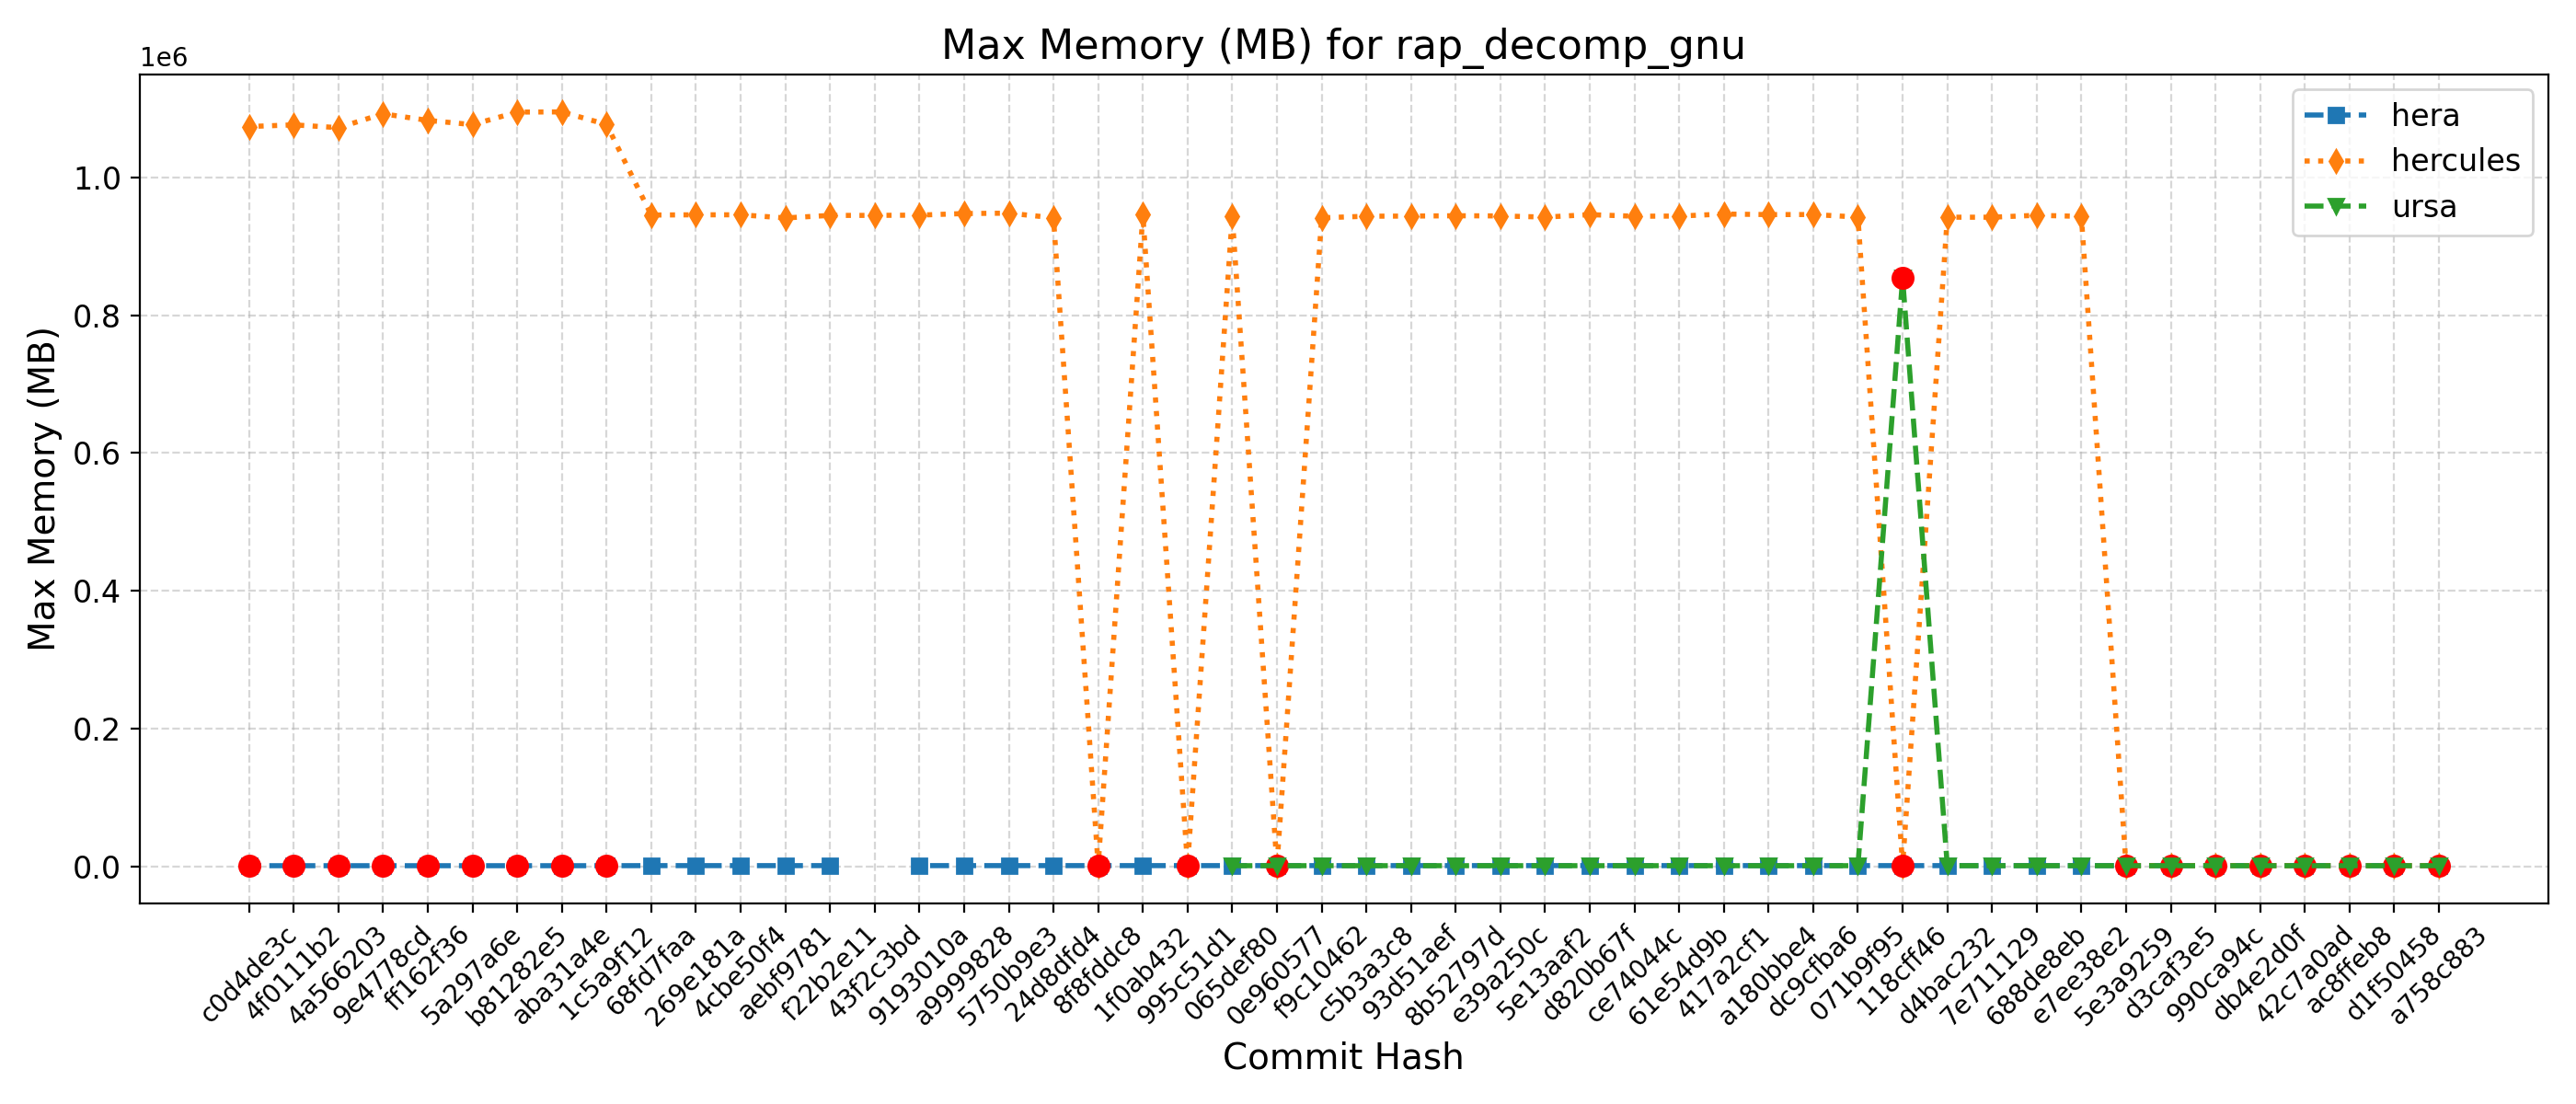 Max Memory (MB) for rap_decomp_gnu
1e6
hera
hercules
ursa
1.0
0.8
0.6
0.4
0.2
0.0
Max Memory (MB)
c0d4de3c
4f0111b2
4a566203
9e4778cd
ff162f36
5a297a6e
b81282e5
aba31a4e
1c5a9f12
68fd7faa
269e181a
4cbe50f4
aebf9781
f22b2e11
43f2c3bd
9193010a
a9999828
5750b9e3
24d8dfd4
8f8fddc8
1f0ab432
995c51d1
065def80
0e960577
f9c10462
c5b3a3c8
93d51aef
8b52797d
e39a250c
5e13aaf2
d820b67f
ce74044c
61e54d9b
417a2cf1
a180bbe4
dc9cfba6
071b9f95
118cff46
d4bac232
7e711129
688de8eb
e7ee38e2
5e3a9259
d3caf3e5
990ca94c
db4e2d0f
42c7a0ad
ac8ffeb8
d1f50458
a758c883
Commit Hash